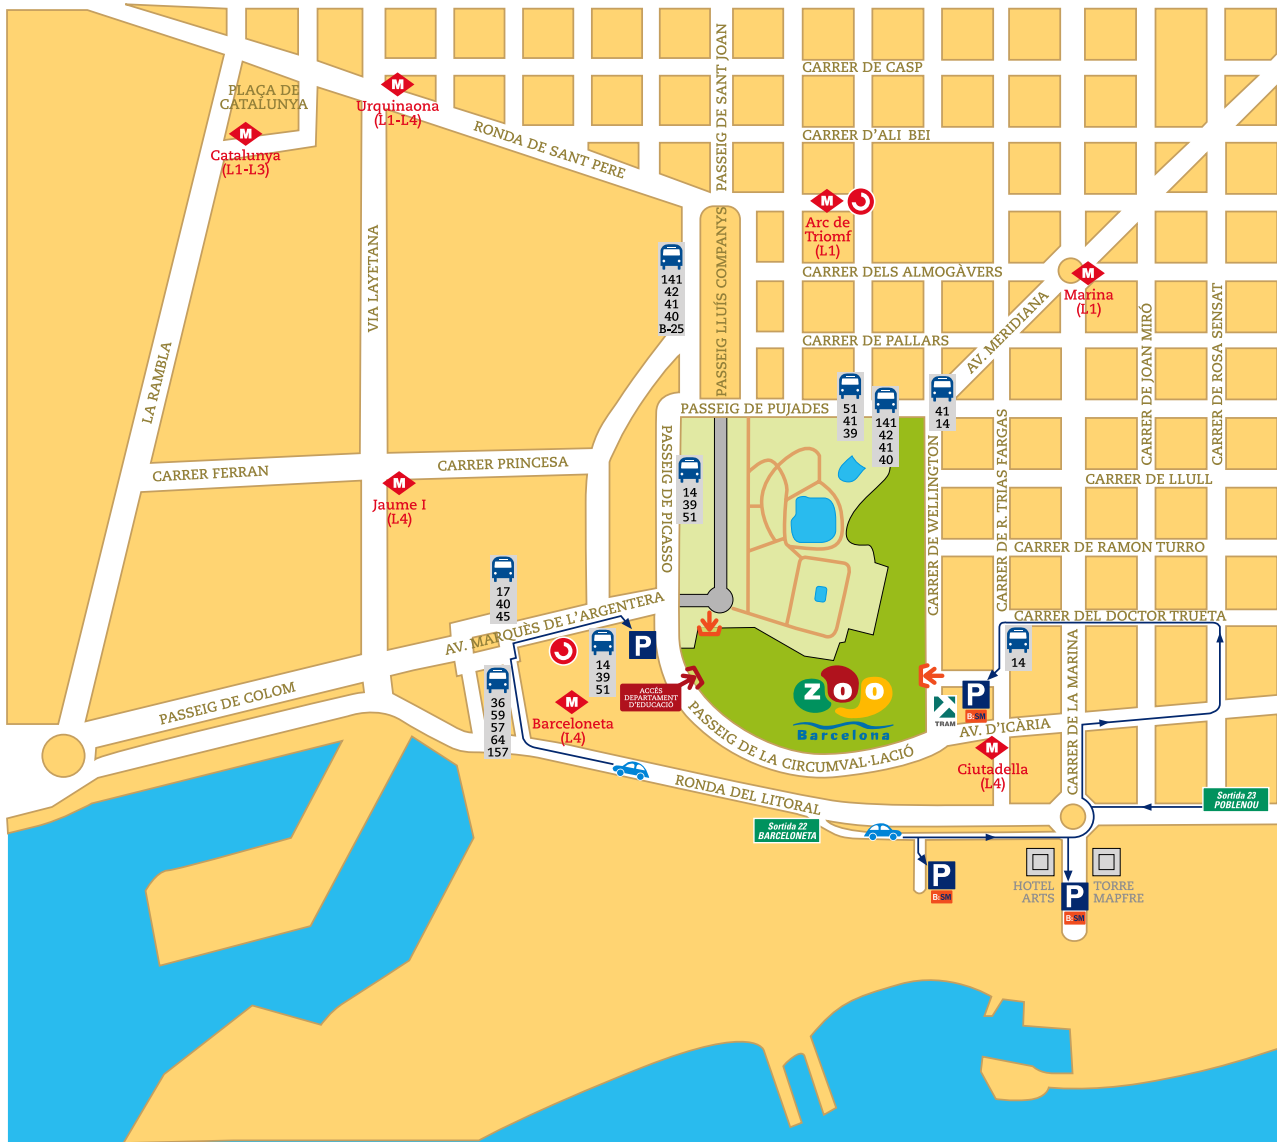 PLAÇA DE
CATALUNYA
M
Catalunya
(L1-L3)
M
Urquinaona
(L1-L4)
RONDA DE SANT PERE
PASSEIG DE SANT JOAN
CARRER DE CASP
CARRER D'ALI BEI
M
Arc de
Triomf
(L1)
VIA LAYETANA
141
42
41
40
B-25
PASSEIG LLUÍS COMPANYS
CARRER DELS ALMOGÀVERS
M
Marina
(L1)
AV. MERIDIANA
CARRER DE JOAN MIRÓ
CARRER DE ROSA SENSAT
CARRER DE PALLARS
LA RAMBLA
PASSEIG DE PUJADES
51
41
39
141
42
41
40
41
14
CARRER FERRAN
CARRER PRINCESA
M
Jaume I
(L4)
PASSEIG DE PICASSO
14
39
51
CARRER DE WELLINGTON
CARRER DE R. TRIAS FARGAS
CARRER DE LLULL
CARRER DE RAMON TURRO
17
40
45
AV. MARQUÈS DE L'ARGENTERA
CARRER DEL DOCTOR TRUETA
P
14
39
51
14
CARRER DE LA MARINA
PASSEIG DE COLOM
36
59
57
64
157
M
Barceloneta
(L4)
ACCÉS
DEPARTAMENT
D'EDUCACIÓ
zoo
Barcelona
P
B:SM
TRAM
PASSEIG DE LA CIRCUMVAL·LACIÓ
AV. D'ICÀRIA
M
Ciutadella
(L4)
RONDA DEL LITORAL
Sortida 22
BARCELONETA
Sortida 23
POBLENOU
P
B:SM
HOTEL
ARTS
P
B:SM
TORRE
MAPFRE